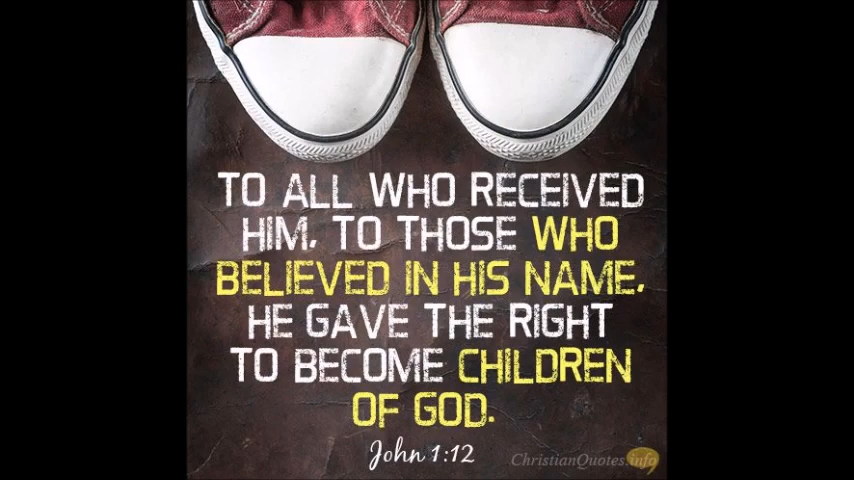 TO ALL WHO RECEIVED
HIM, TO THOSE WHO
BELIEVED IN HIS NAME,
HE GAVE THE RIGHT
TO BECOME CHILDREN
OF GOD.
John 1:12
ChristianQuotes.info